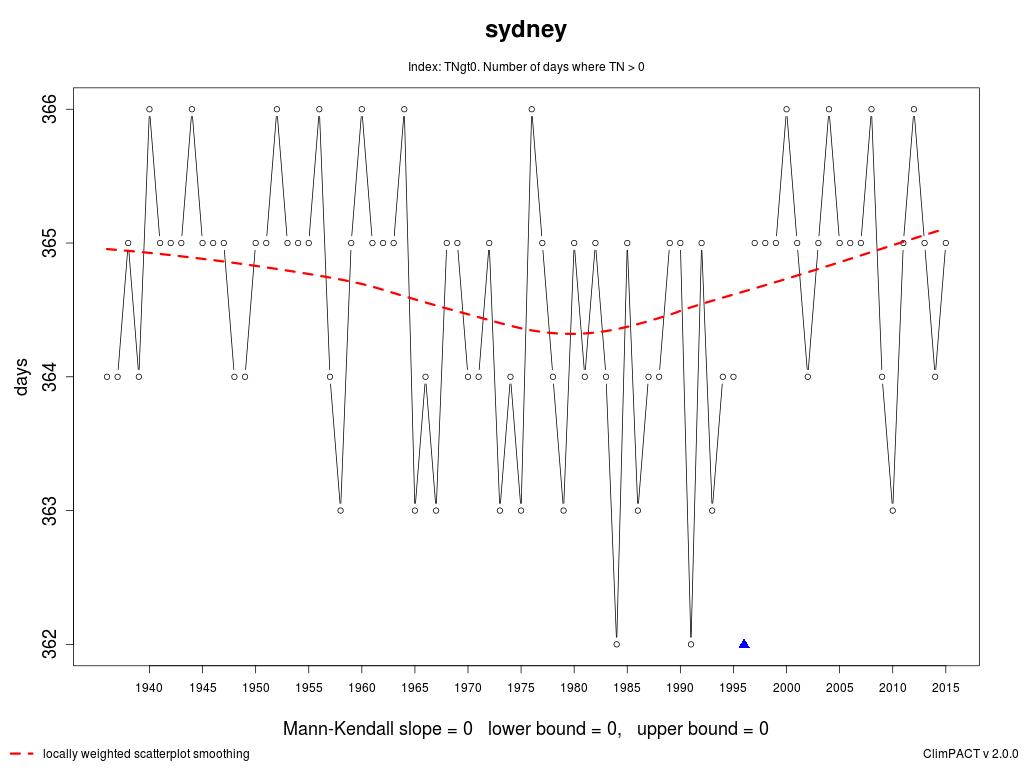 sydney
Index: TNgt0. Number of days where TN > 0
366
365
364
363
362
days
1940 1945 1950 1955 1960 1965 1970 1975 1980 1985 1990 1995 2000 2005 2010 2015
Mann-Kendall slope = 0 lower bound = 0, upper bound = 0
locally weighted scatterplot smoothing
ClimPACT v 2.0.0